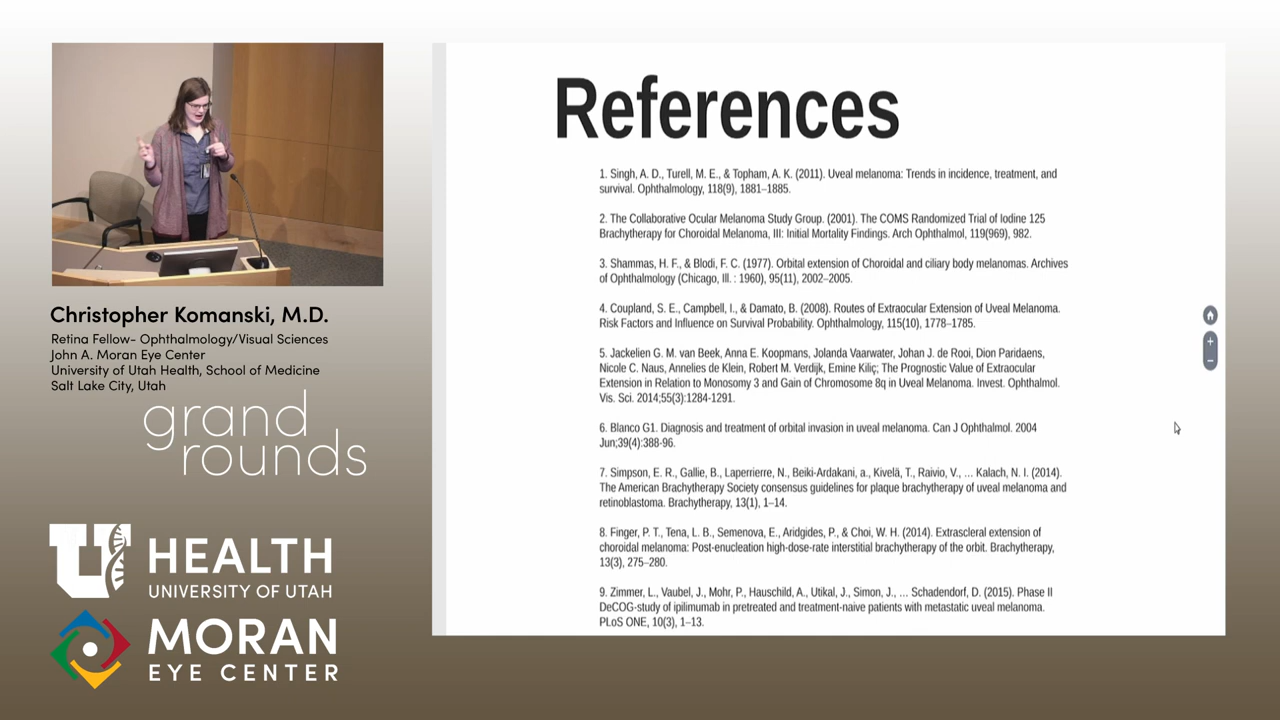 Christopher Komanski, M.D.
Retina Fellow- Ophthalmology/Visual Sciences
John A. Moran Eye Center
University of Utah Health, School of Medicine
Salt Lake City, Utah
grand
rounds
U HEALTH
UNIVERSITY OF UTAH
MORAN
EYE CENTER
References
1. Singh, A. D., Turell, M. E., & Topham, A. K. (2011). Uveal melanoma: Trends in incidence, treatment, and
survival. Ophthalmology, 118(9), 1881–1885.
2. The Collaborative Ocular Melanoma Study Group. (2001). The COMS Randomized Trial of Iodine 125
Brachytherapy for Choroidal Melanoma, III: Initial Mortality Findings. Arch Ophthalmol, 119(969), 982.
3. Shammas, H. F., & Blodi, F. C. (1977). Orbital extension of Choroidal and ciliary body melanomas. Archives
of Ophthalmology (Chicago, Ill. : 1960), 95(11), 2002–2005.
4. Coupland, S. E., Campbell, I., & Damato, B. (2008). Routes of Extraocular Extension of Uveal Melanoma.
Risk Factors and Influence on Survival Probability. Ophthalmology, 115(10), 1778–1785.
5. Jackelien G. M. van Beek, Anna E. Koopmans, Jolanda Vaarwater, Johan J. de Rooi, Dion Paridaens,
Nicole C. Naus, Annelies de Klein, Robert M. Verdijk, Emine Kiliç; The Prognostic Value of Extraocular
Extension in Relation to Monosomy 3 and Gain of Chromosome 8q in Uveal Melanoma. Invest. Ophthalmol.
Vis. Sci. 2014;55(3):1284-1291.
6. Blanco G1. Diagnosis and treatment of orbital invasion in uveal melanoma. Can J Ophthalmol. 2004
Jun;39(4):388-96.
7. Simpson, E. R., Gallie, B., Laperrierre, N., Beiki-Ardakani, a., Kivelä, T., Raivio, V., … Kalach, N. I. (2014).
The American Brachytherapy Society consensus guidelines for plaque brachytherapy of uveal melanoma and
retinoblastoma. Brachytherapy, 13(1), 1–14.
8. Finger, P. T., Tena, L. B., Semenova, E., Aridgides, P., & Choi, W. H. (2014). Extrascleral extension of
choroidal melanoma: Post-enucleation high-dose-rate interstitial brachytherapy of the orbit. Brachytherapy,
13(3), 275–280.
9. Zimmer, L., Vaubel, J., Mohr, P., Hauschild, A., Utikal, J., Simon, J., … Schadendorf, D. (2015). Phase II
DeCOG-study of ipilimumab in pretreated and treatment-naive patients with metastatic uveal melanoma.
PLoS ONE, 10(3), 1–13.